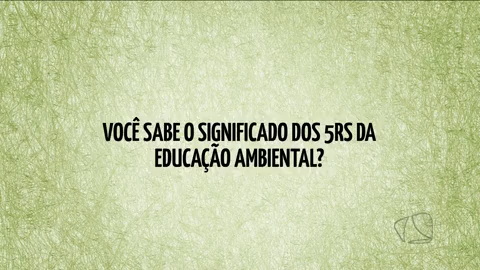 VOCÊ SABE O SIGNIFICADO DOS 5RS DA
EDUCAÇÃO AMBIENTAL?